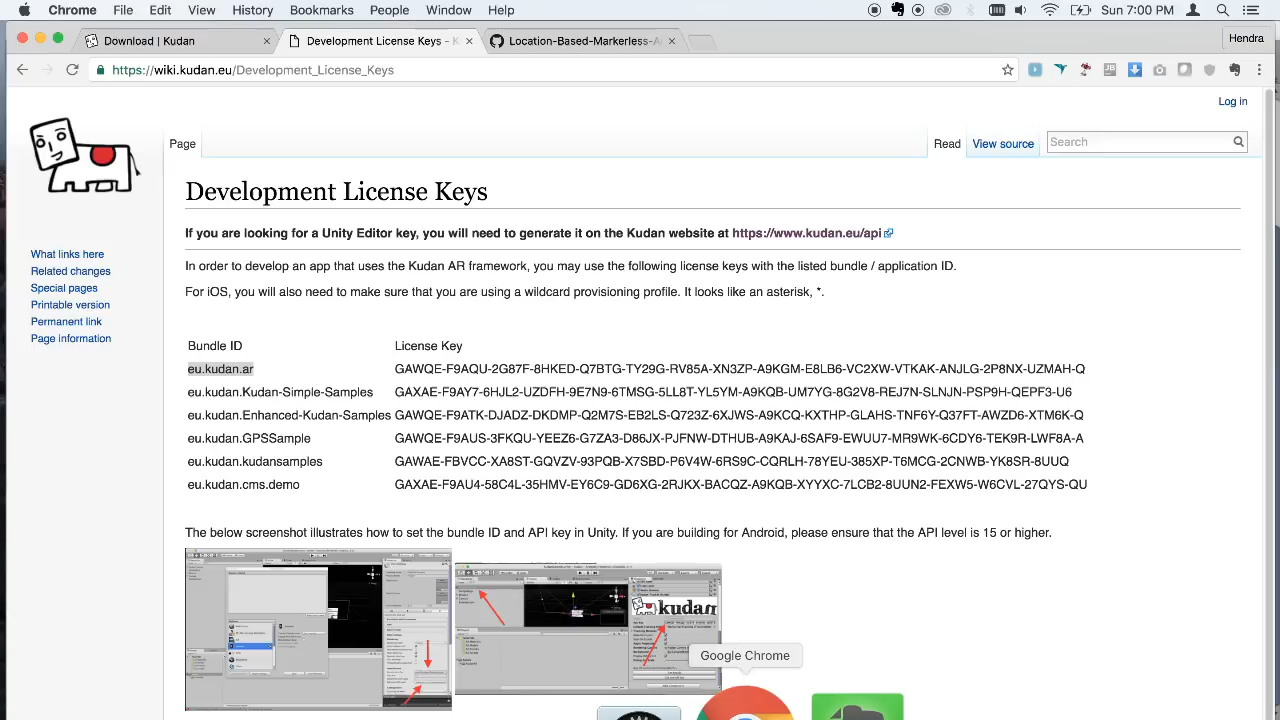 Chrome File Edit View History Bookmarks People Window Help Sun 7:00 PM
Download | Kudan Development License Keys – K Location-Based-Markerless-A Hendra
https://wiki.kudan.eu/Development_License_Keys
Log in
Page Read View source Search
Development License Keys
If you are looking for a Unity Editor key, you will need to generate it on the Kudan website at https://www.kudan.eu/api
What links here
Related changes
Special pages
Printable version
Permanent link
Page information
In order to develop an app that uses the Kudan AR framework, you may use the following license keys with the listed bundle / application ID.
For iOS, you will also need to make sure that you are using a wildcard provisioning profile. It looks like an asterisk, *.
Bundle ID License Key
eu.kudan.ar GAWQE-F9AQU-2G87F-8HKED-Q7BTG-TY29G-RV85A-XN3ZP-A9KGM-E8LB6-VC2XW-VTKAK-ANJLG-2P8NX-UZMAH-Q
eu.kudan.Kudan-Simple-Samples GAXAE-F9AY7-6HJL2-UZDFH-9E7N9-6TMSG-5LL8T-YL5YM-A9KQB-UM7YG-8G2V8-REJ7N-SLNJN-PSP9H-QEPF3-U6
eu.kudan.Enhanced-Kudan-Samples GAWQE-F9ATK-DJADZ-DKDMP-Q2M7S-EB2LS-Q723Z-6XJWS-A9KCQ-KXTHP-GLAHS-TNF6Y-Q37FT-AWZD6-XTM6K-Q
eu.kudan.GPSSample GAWQE-F9AUS-3FKQU-YEEZ6-G7ZA3-D86JX-PJFNW-DTHUB-A9KAJ-6SAF9-EWUU7-MR9WK-6CDY6-TEK9R-LWF8A-A
eu.kudan.kudansamples GAWAE-FBVCC-XA8ST-GQVZV-93PQB-X7SBD-P6V4W-6RS9C-CQRLH-78YEU-385XP-T6MCG-2CNWB-YK8SR-8UUQ
eu.kudan.cms.demo GAXAE-F9AU4-58C4L-35HMV-EY6C9-GD6XG-2RJKX-BACQZ-A9KQB-XYYXC-7LCB2-8UUN2-FEXW5-W6CVL-27QYS-QU
The below screenshot illustrates how to set the bundle ID and API key in Unity. If you are building for Android, please ensure that the API level is 15 or higher.
kudan
Google Chrome